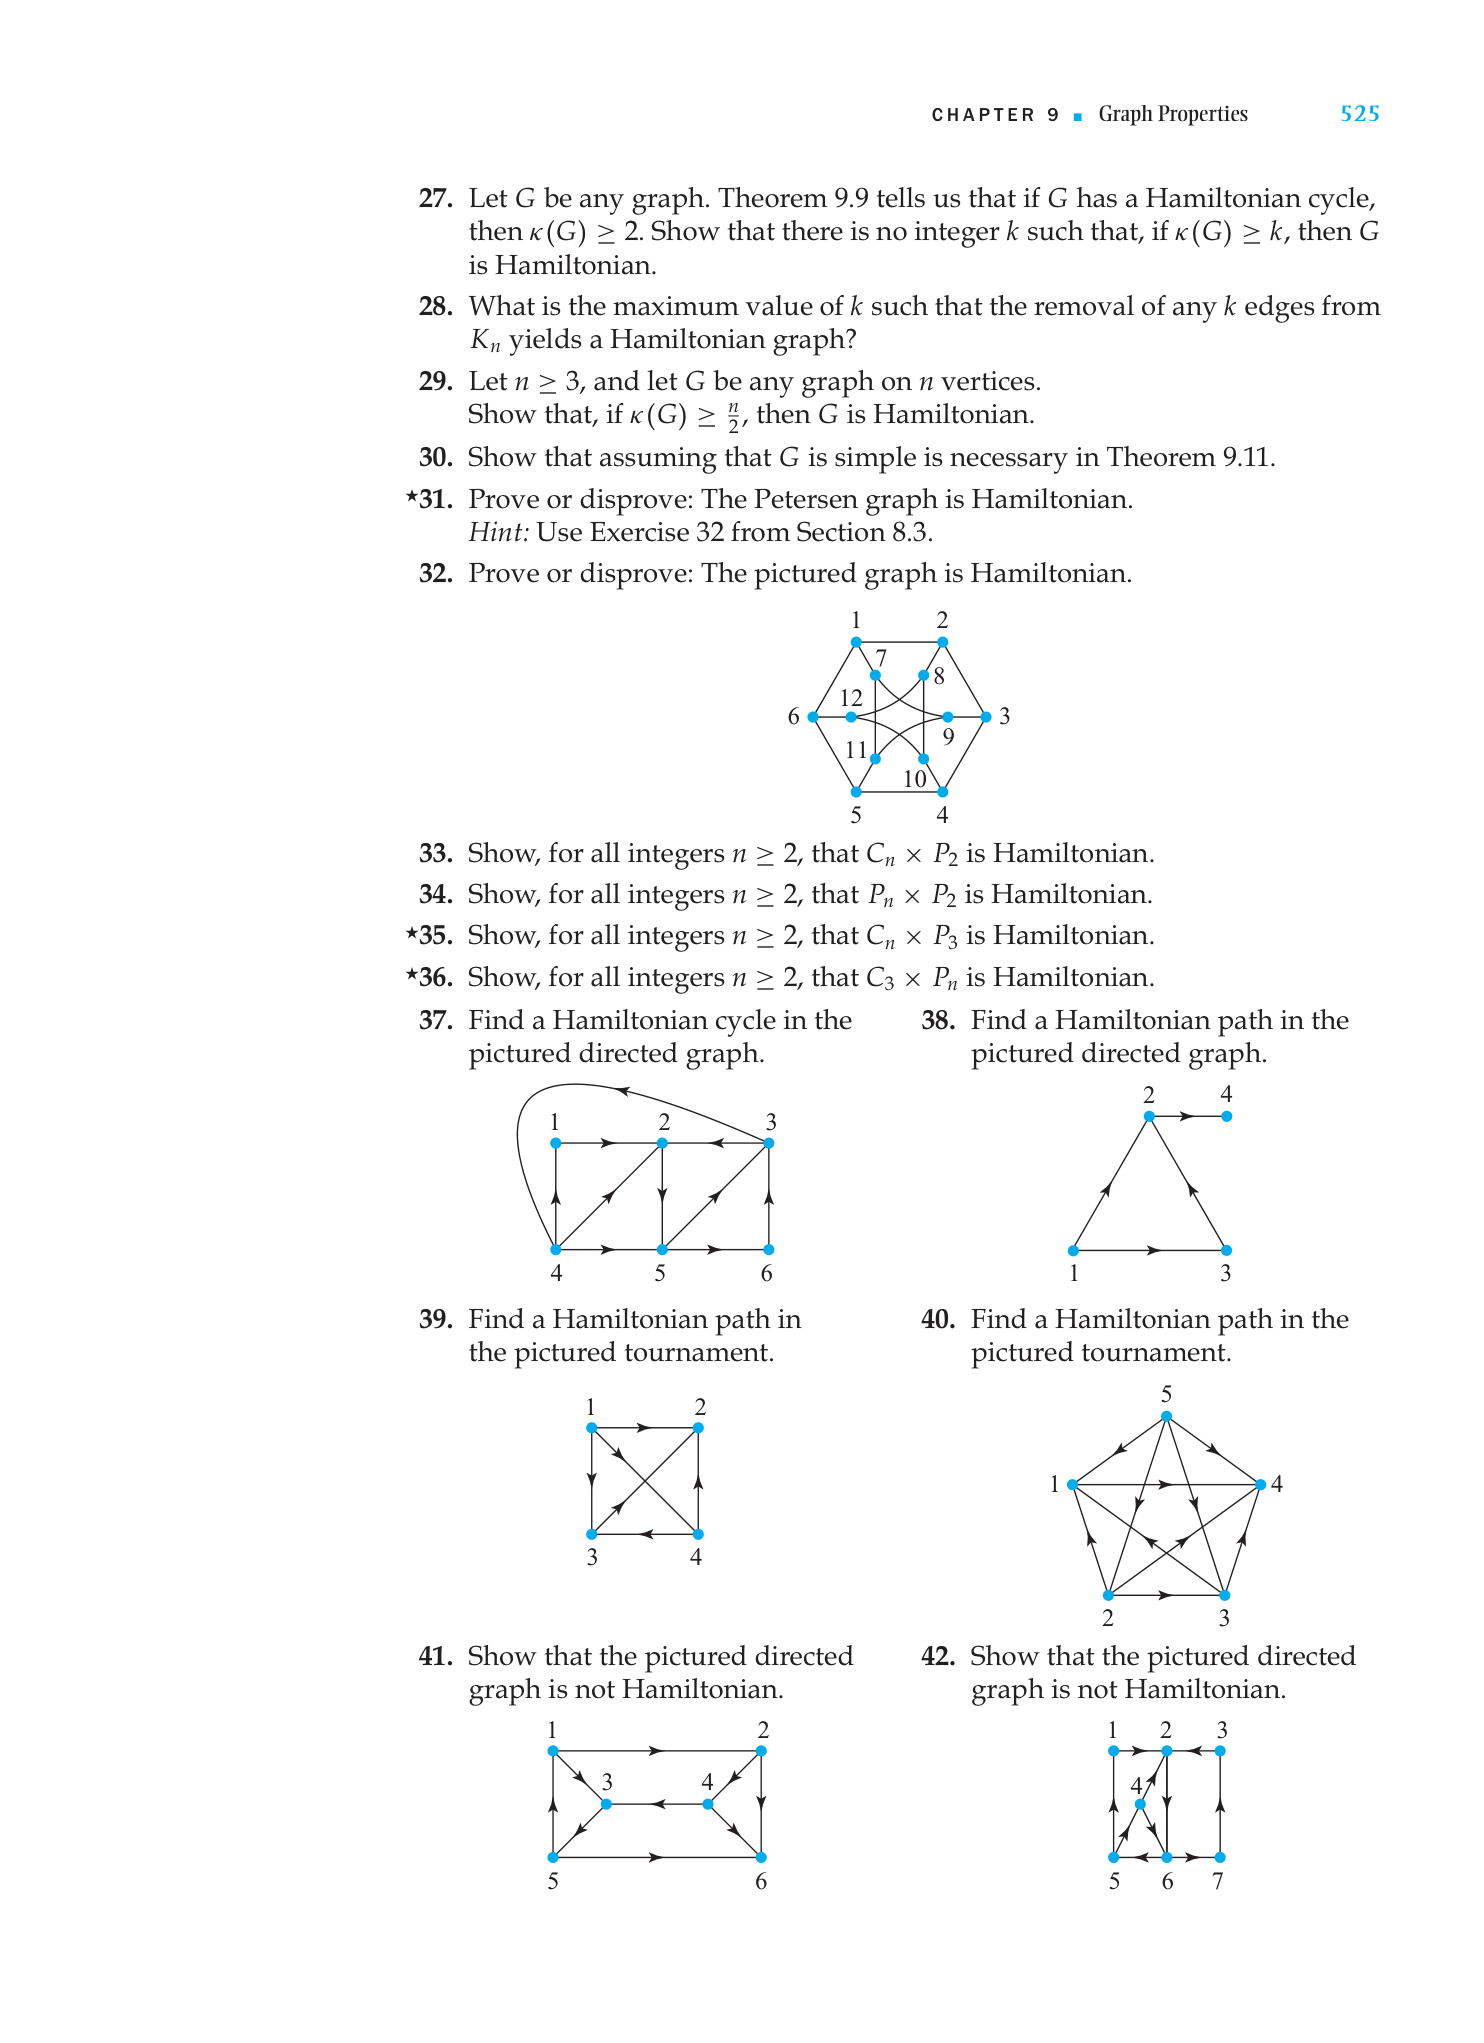 CHAPTER 9 ■ Graph Properties 525
27. Let G be any graph. Theorem 9.9 tells us that if G has a Hamiltonian cycle,
then κ(G) ≥ 2. Show that there is no integer k such that, if κ(G) ≥ k, then G
is Hamiltonian.
28. What is the maximum value of k such that the removal of any k edges from
Kₙ yields a Hamiltonian graph?
29. Let n ≥ 3, and let G be any graph on n vertices.
Show that, if κ(G) ≥ n/2, then G is Hamiltonian.
30. Show that assuming that G is simple is necessary in Theorem 9.11.
★31. Prove or disprove: The Petersen graph is Hamiltonian.
Hint: Use Exercise 32 from Section 8.3.
32. Prove or disprove: The pictured graph is Hamiltonian.
1 2
7
8
12
6 3
9
11
10
5 4
33. Show, for all integers n ≥ 2, that Cₙ × P₂ is Hamiltonian.
34. Show, for all integers n ≥ 2, that Pₙ × P₂ is Hamiltonian.
★35. Show, for all integers n ≥ 2, that Cₙ × P₃ is Hamiltonian.
★36. Show, for all integers n ≥ 2, that C₃ × Pₙ is Hamiltonian.
37. Find a Hamiltonian cycle in the
pictured directed graph.
1 2 3
4 5 6
38. Find a Hamiltonian path in the
pictured directed graph.
2 4
1 3
39. Find a Hamiltonian path in
the pictured tournament.
1 2
3 4
40. Find a Hamiltonian path in the
pictured tournament.
5
1 4
2 3
41. Show that the pictured directed
graph is not Hamiltonian.
1 2
3 4
5 6
42. Show that the pictured directed
graph is not Hamiltonian.
1 2 3
4
5 6 7